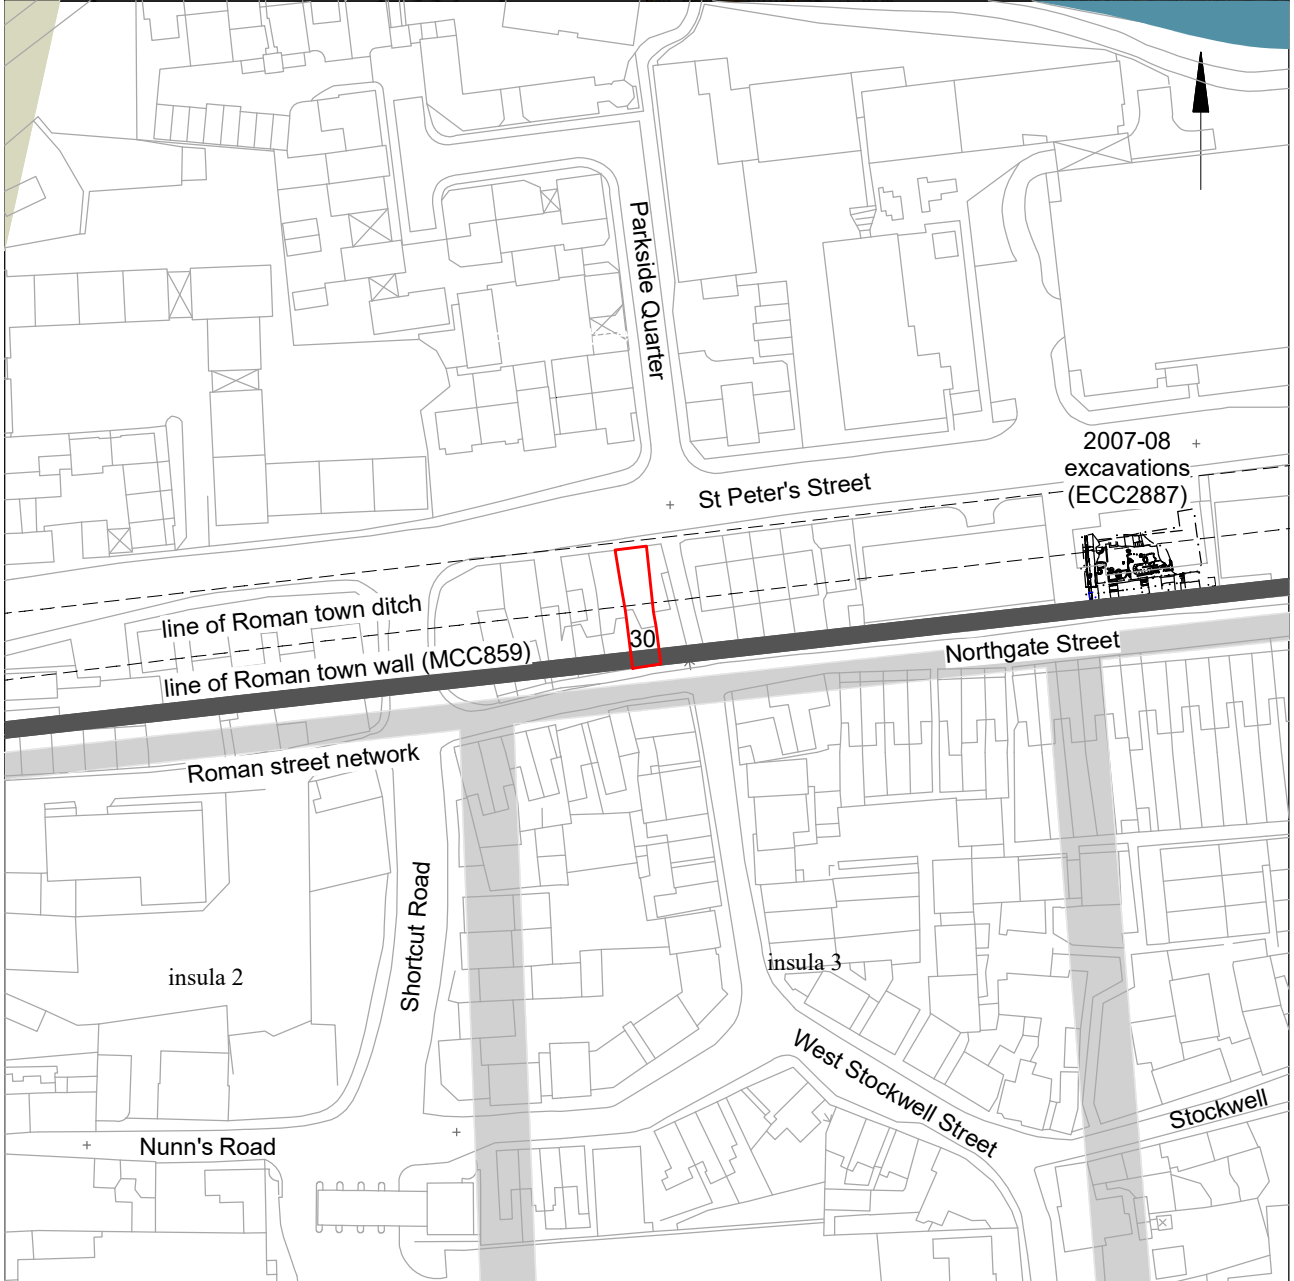 Parkside Quarter
2007-08
excavations
(ECC2887)
St Peter's Street
line of Roman town ditch
30
line of Roman town wall (MCC859)
Northgate Street
Roman street network
Shortcut Road
insula 2
insula 3
West Stockwell Street
Stockwell
Nunn's Road